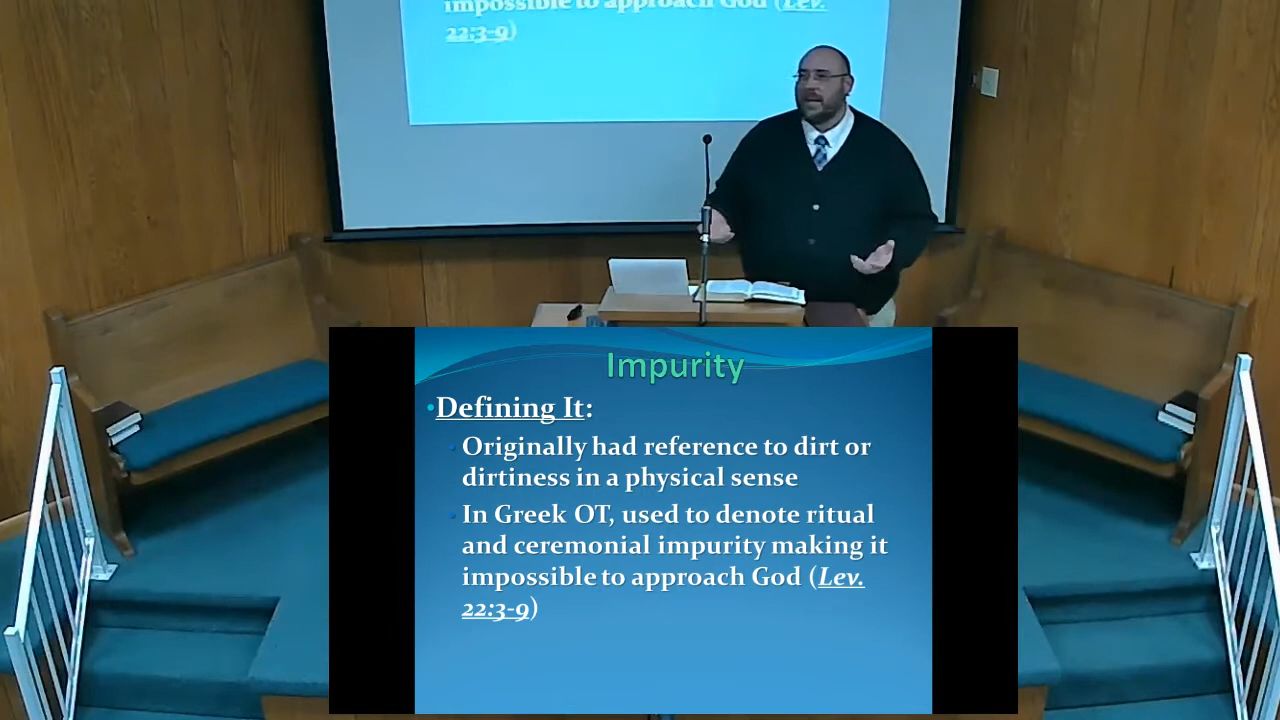 impossible to approach God (Lev.
22:3-9)
Impurity
•Defining It:
• Originally had reference to dirt or
dirtiness in a physical sense
• In Greek OT, used to denote ritual
and ceremonial impurity making it
impossible to approach God (Lev.
22:3-9)